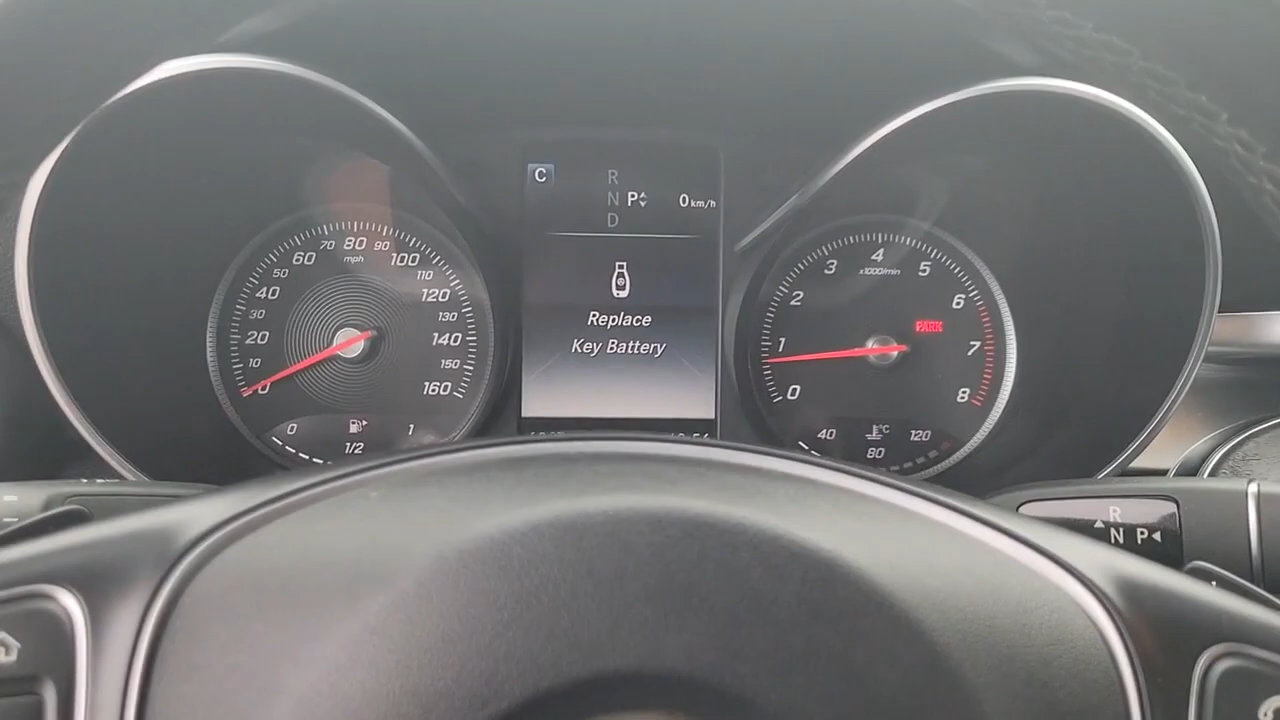 C
R
N P 0 km/h
D
Replace
Key Battery
0
10
20
30
40
50
60
70
80
90
100
110
120
130
140
150
160
mph
0
1/2
1
0
1
2
3
4
5
6
7
8
x1000/min
PARK
40
°C
80
120
R
N P